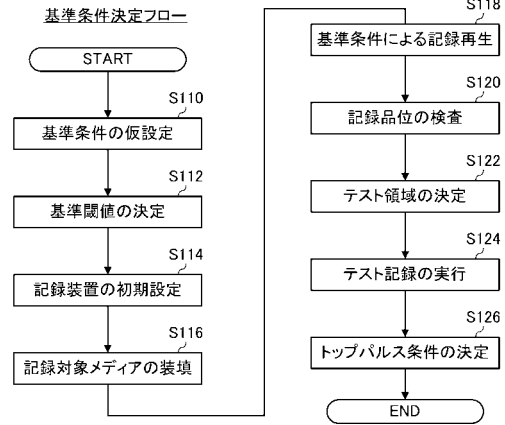 基準条件決定フロー
START
S110
基準条件の仮設定
S112
基準閾値の決定
S114
記録装置の初期設定
S116
記録対象メディアの装填
S118
基準条件による記録再生
S120
記録品位の検査
S122
テスト領域の決定
S124
テスト記録の実行
S126
トップパルス条件の決定
END